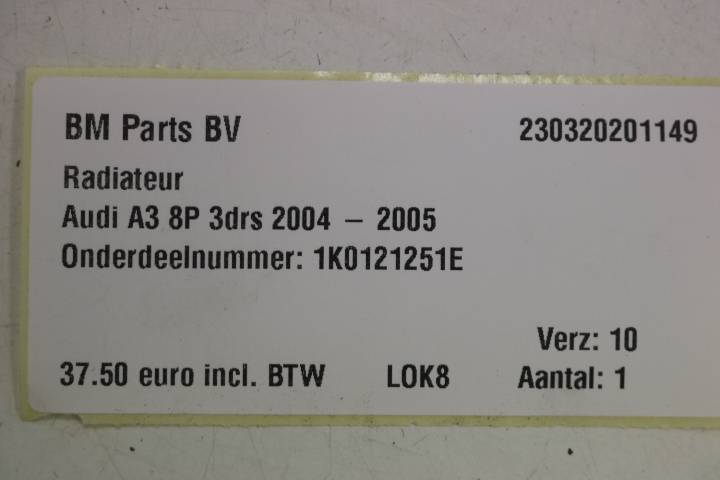 BM Parts BV 230320201149
Radiateur
Audi A3 8P 3drs 2004 – 2005
Onderdeelnummer: 1K0121251E
Verz: 10
37.50 euro incl. BTW LOK8 Aantal: 1